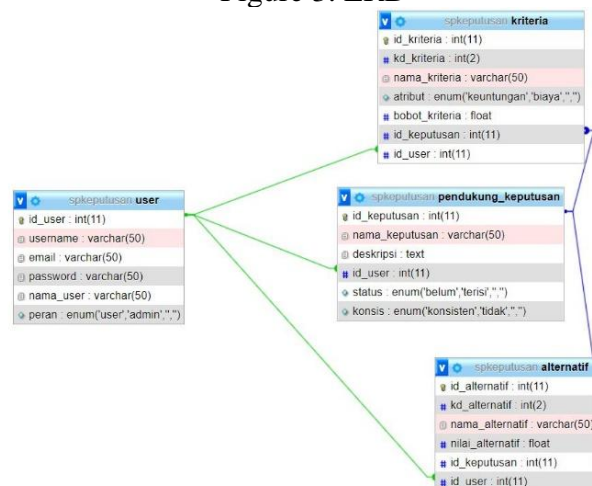 Figure 3. ERD
spkeputusan kriteria
id_kriteria : int(11)
kd_kriteria : int(2)
nama_kriteria : varchar(50)
atribut : enum('keuntungan','biaya','','')
bobot_kriteria : float
id_keputusan : int(11)
id_user : int(11)
spkeputusan user
id_user : int(11)
username : varchar(50)
email : varchar(50)
password : varchar(50)
nama_user : varchar(50)
peran : enum('user','admin','','')
spkeputusan pendukung_keputusan
id_keputusan : int(11)
nama_keputusan : varchar(50)
deskripsi : text
id_user : int(11)
status : enum('belum','terisi','','')
konsis : enum('konsisten','tidak','','')
spkeputusan alternatif
id_alternatif : int(11)
kd_alternatif : int(2)
nama_alternatif : varchar(50)
nilai_alternatif : float
id_keputusan : int(11)
id_user : int(11)